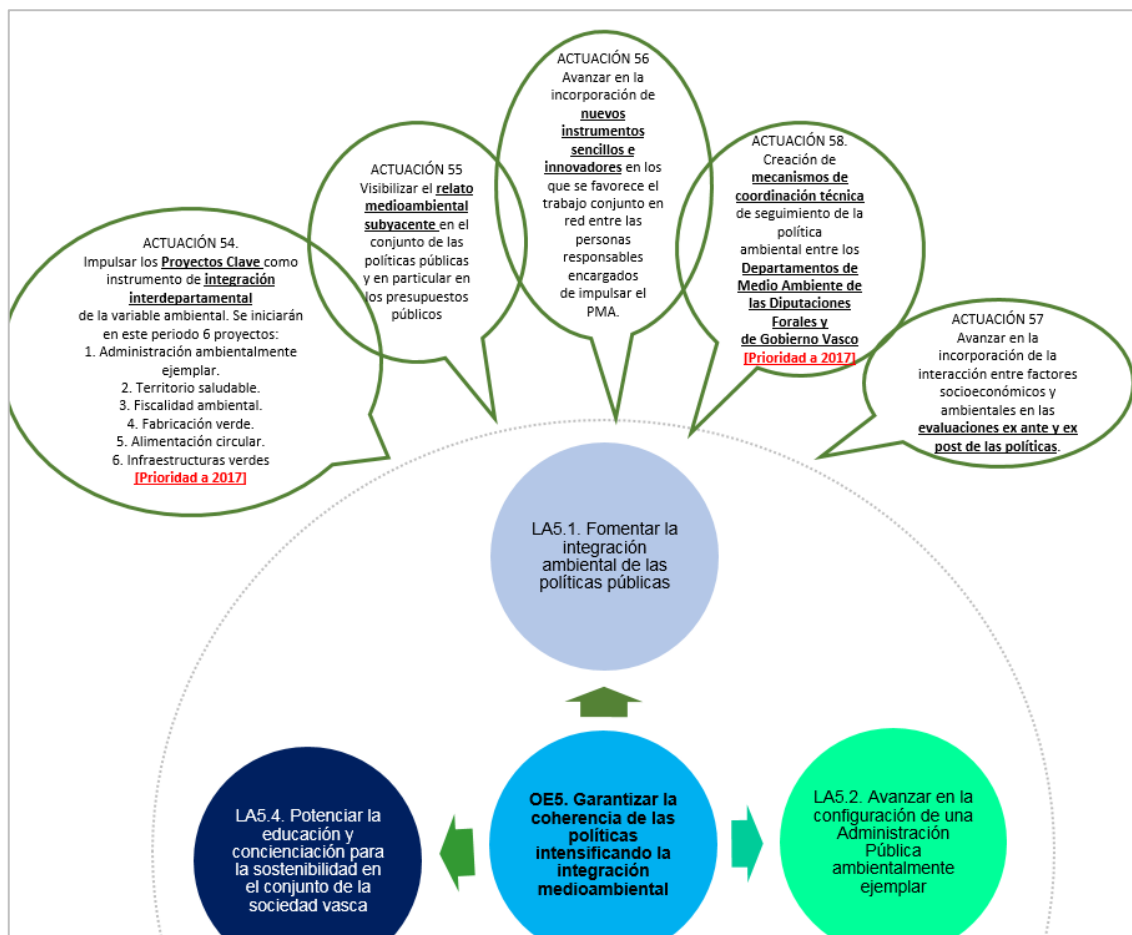 ACTUACIÓN 54.
Impulsar los Proyectos Clave como
instrumento de integración
interdepartamental
de la variable ambiental. Se iniciarán
en este periodo 6 proyectos:
1. Administración ambientalmente
ejemplar.
2. Territorio saludable.
3. Fiscalidad ambiental.
4. Fabricación verde.
5. Alimentación circular.
6. Infraestructuras verdes
[Prioridad a 2017]
ACTUACIÓN 55
Visibilizar el relato
medioambiental
subyacente en el
conjunto de las
políticas públicas
y en particular en
los presupuestos
públicos
ACTUACIÓN 56
Avanzar en la
incorporación de
nuevos
instrumentos
sencillos e
innovadores en los
que se favorece el
trabajo conjunto en
red entre las
personas
responsables
encargados
de impulsar el
PMA.
ACTUACIÓN 58.
Creación de
mecanismos de
coordinación técnica
de seguimiento de la
política
ambiental entre los
Departamentos de
Medio Ambiente de
las Diputaciones
Forales y
de Gobierno Vasco
[Prioridad a 2017]
ACTUACIÓN 57
Avanzar en la
incorporación de la
interacción entre factores
socioeconómicos y
ambientales en las
evaluaciones ex ante y ex
post de las políticas.
LA5.1. Fomentar la
integración
ambiental de las
políticas públicas
LA5.4. Potenciar la
educación y
concienciación para
la sostenibilidad en
el conjunto de la
sociedad vasca
OE5. Garantizar la
coherencia de las
políticas
intensificando la
integración
medioambiental
LA5.2. Avanzar en la
configuración de una
Administración
Pública
ambientalmente
ejemplar